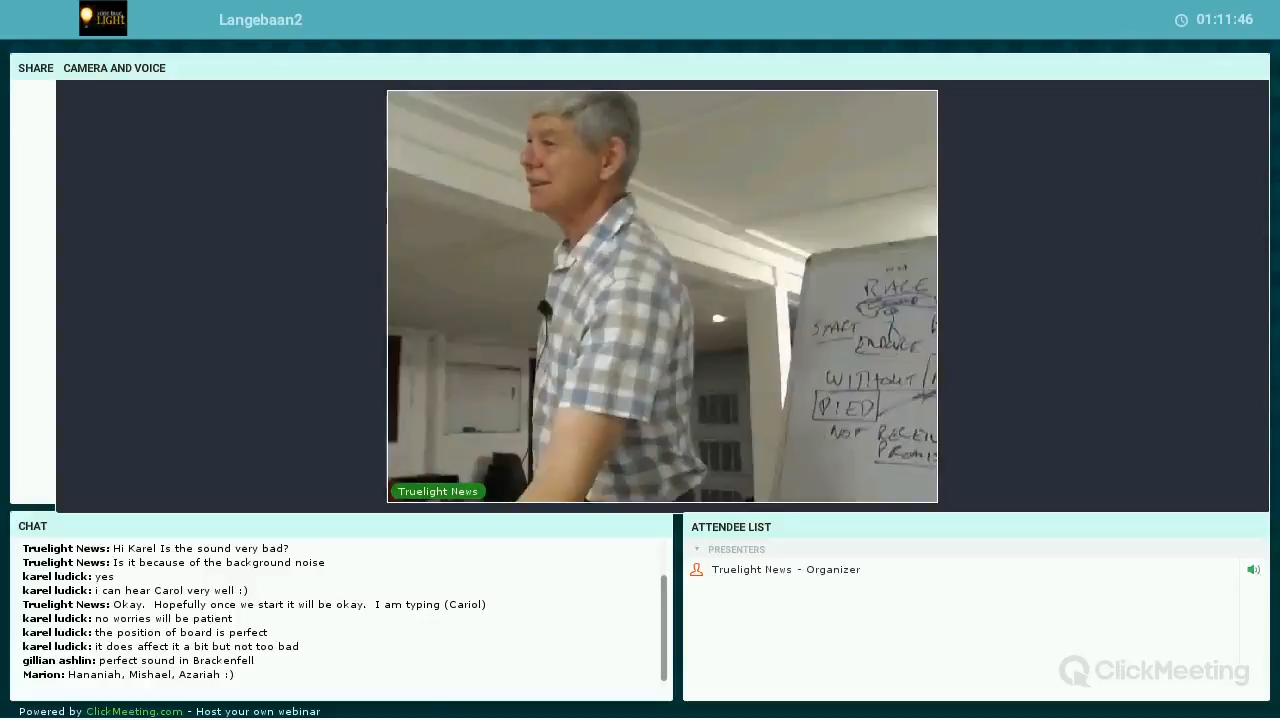 Langebaan2
01:11:46
SHARE CAMERA AND VOICE
RACE
START
ENDURE
WITHOUT
DIED
NOT RECEIV
PROMIS
Truelight News
CHAT
Truelight News: Hi Karel Is the sound very bad?
Truelight News: Is it because of the background noise
karel ludick: yes
karel ludick: i can hear Carol very well :)
Truelight News: Okay. Hopefully once we start it will be okay. I am typing (Cariol)
karel ludick: no worries will be patient
karel ludick: the position of board is perfect
karel ludick: it does affect it a bit but not too bad
gillian ashlin: perfect sound in Brackenfell
Marion: Hananiah, Mishael, Azariah :)
ATTENDEE LIST
PRESENTERS
Truelight News - Organizer
ClickMeeting
Powered by ClickMeeting.com - Host your own webinar